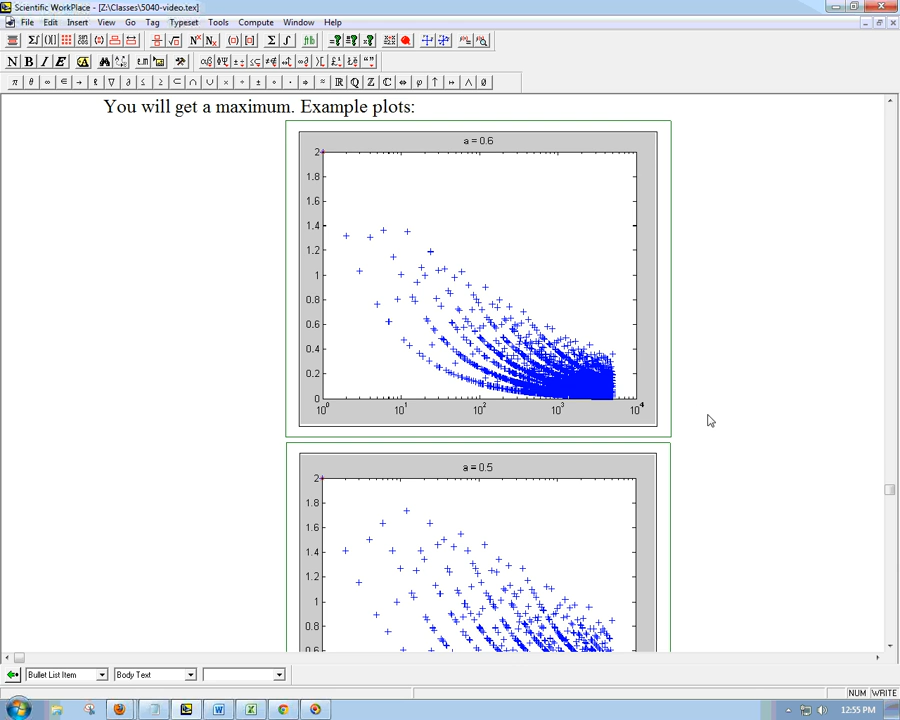 Scientific WorkPlace - [Z:\Classes\5040-video.tex]
File Edit Insert View Go Tag Typeset Tools Compute Window Help
You will get a maximum. Example plots:
a = 0.6
2
1.8
1.6
1.4
1.2
1
0.8
0.6
0.4
0.2
0
10^0 10^1 10^2 10^3 10^4
a = 0.5
2
1.8
1.6
1.4
1.2
1
0.8
0.6
Bullet List Item Body Text
NUM WRITE
12:55 PM